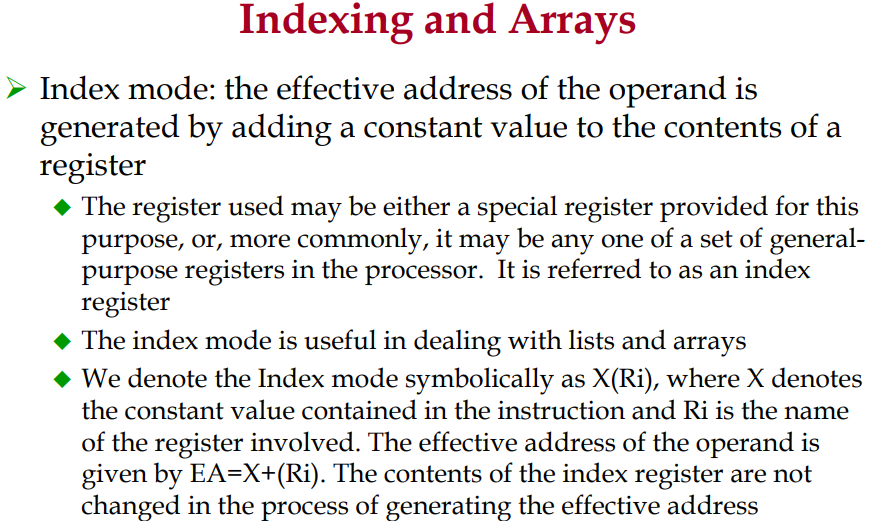 Indexing and Arrays
Index mode: the effective address of the operand is
generated by adding a constant value to the contents of a
register
The register used may be either a special register provided for this
purpose, or, more commonly, it may be any one of a set of general-
purpose registers in the processor.  It is referred to as an index
register
The index mode is useful in dealing with lists and arrays
We denote the Index mode symbolically as X(Ri), where X denotes
the constant value contained in the instruction and Ri is the name
of the register involved. The effective address of the operand is
given by EA=X+(Ri). The contents of the index register are not
changed in the process of generating the effective address